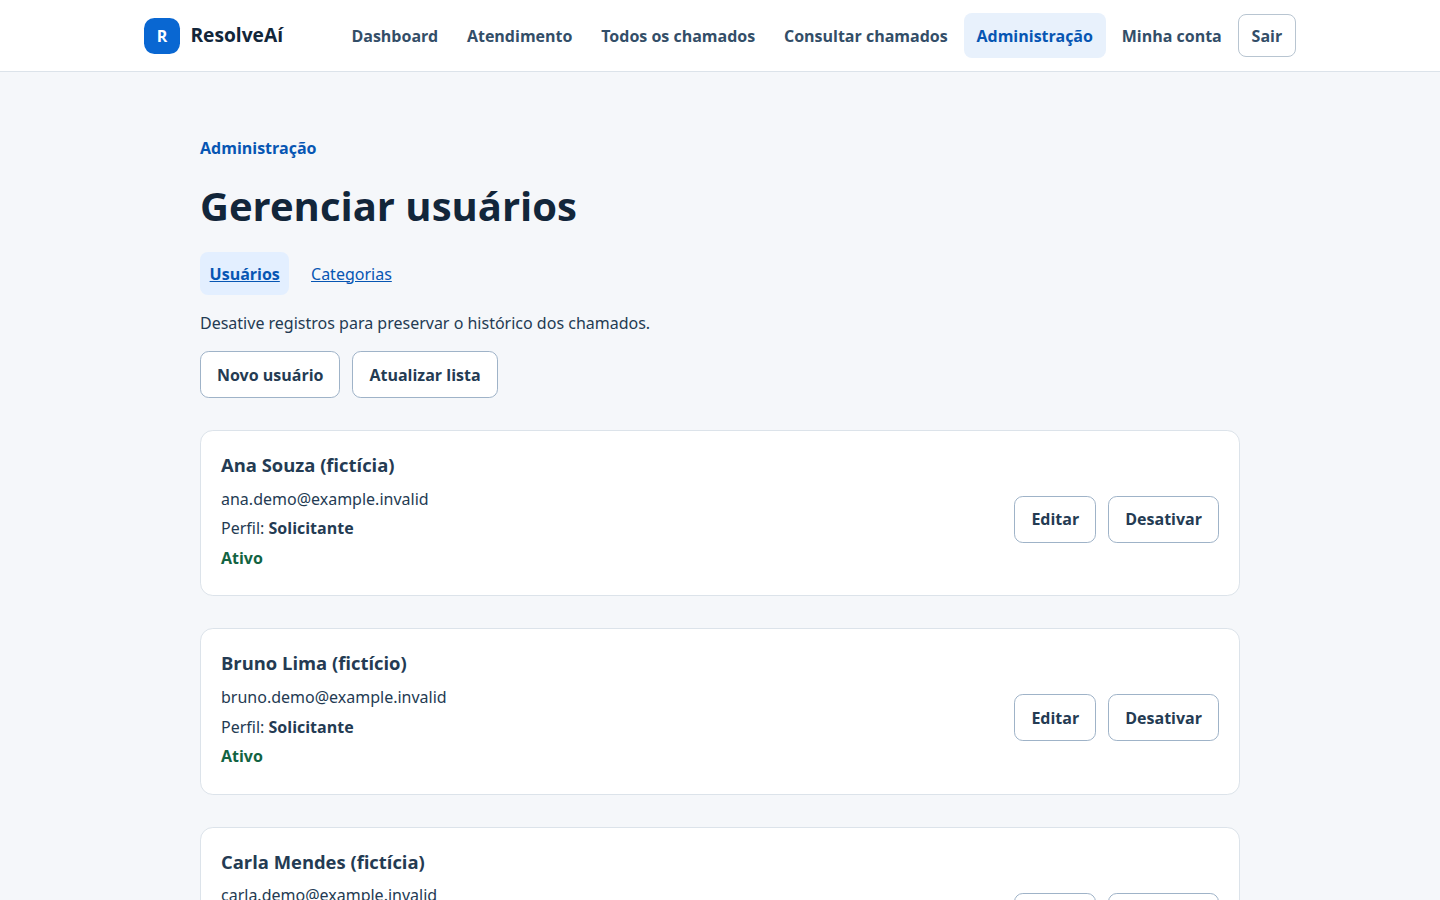 R ResolveAí Dashboard Atendimento Todos os chamados Consultar chamados Administração Minha conta Sair
Administração
Gerenciar usuários
Usuários Categorias
Desative registros para preservar o histórico dos chamados.
Novo usuário Atualizar lista
Ana Souza (fictícia)
ana.demo@example.invalid
Perfil: Solicitante
Ativo
Editar Desativar
Bruno Lima (fictício)
bruno.demo@example.invalid
Perfil: Solicitante
Ativo
Editar Desativar
Carla Mendes (fictícia)
carla.demo@example.invalid